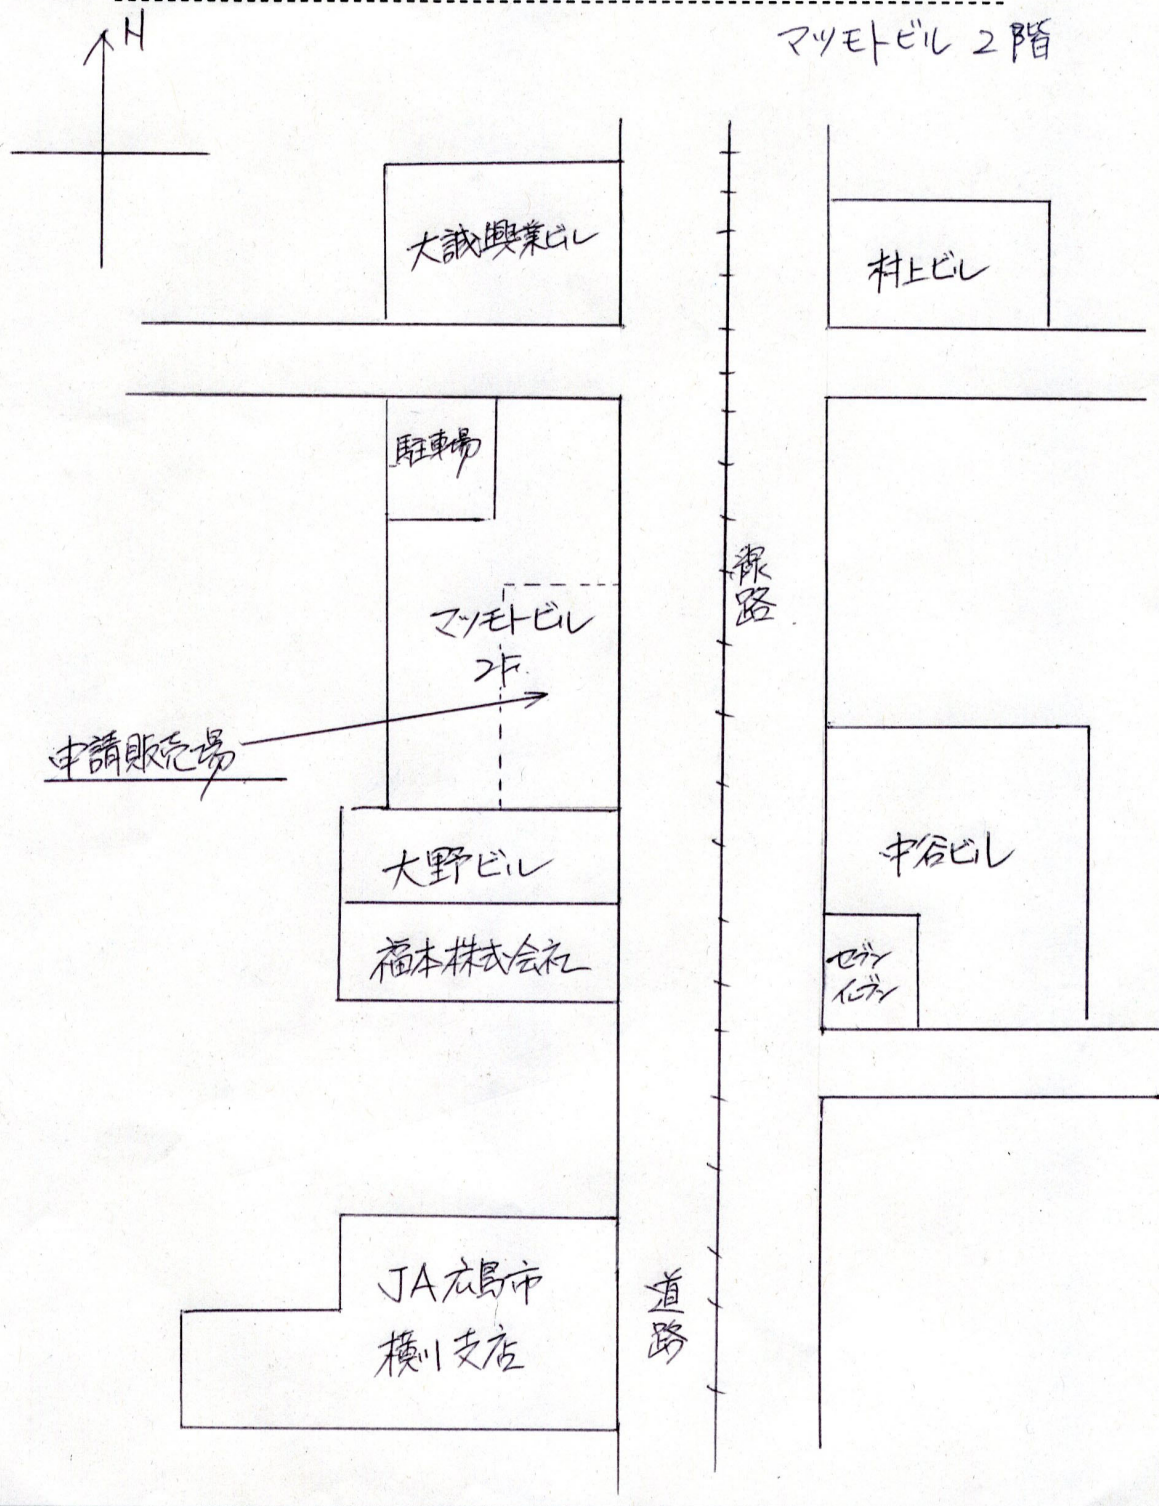 N
マツモトビル 2階
大誠興業ビル
村上ビル
駐車場
線路
マツモトビル
2F.
申請販売場
大野ビル
中谷ビル
福本株式会社
セブン
イレブン
JA広島市
横川支店
道路